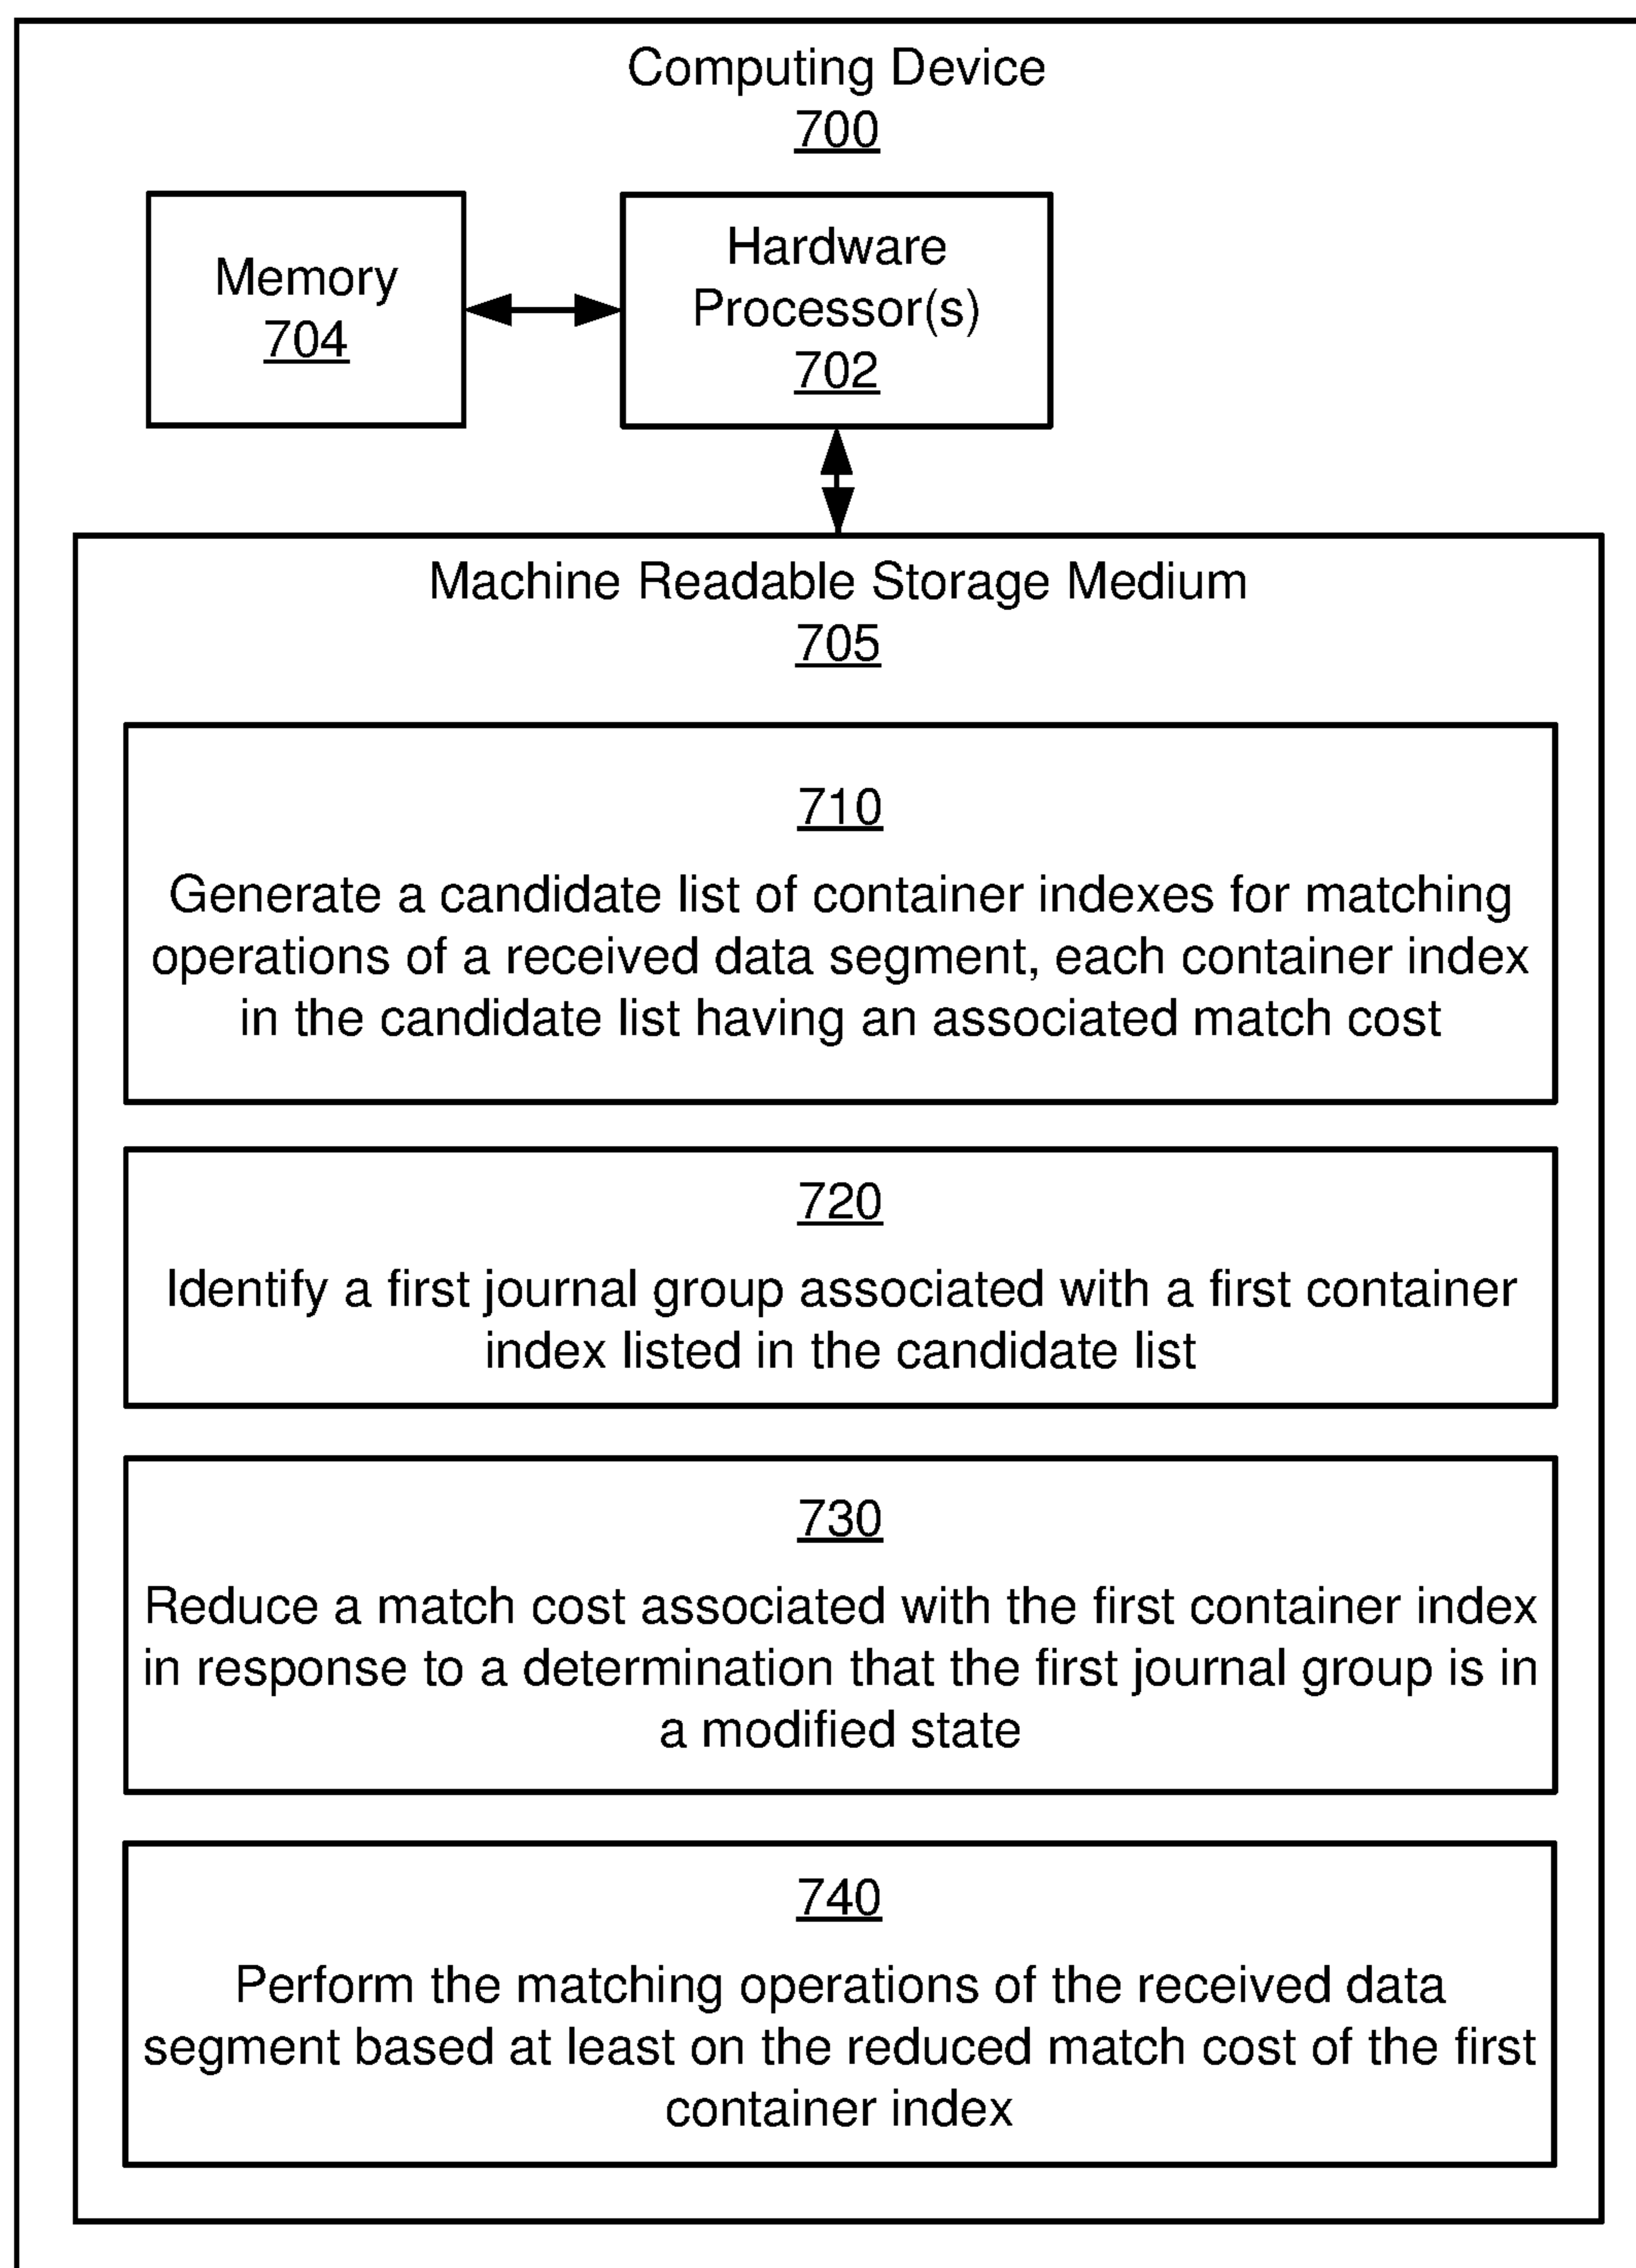 Computing Device
700
Memory
704
Hardware
Processor(s)
702
Machine Readable Storage Medium
705
710
Generate a candidate list of container indexes for matching
operations of a received data segment, each container index
in the candidate list having an associated match cost
720
Identify a first journal group associated with a first container
index listed in the candidate list
730
Reduce a match cost associated with the first container index
in response to a determination that the first journal group is in
a modified state
740
Perform the matching operations of the received data
segment based at least on the reduced match cost of the first
container index